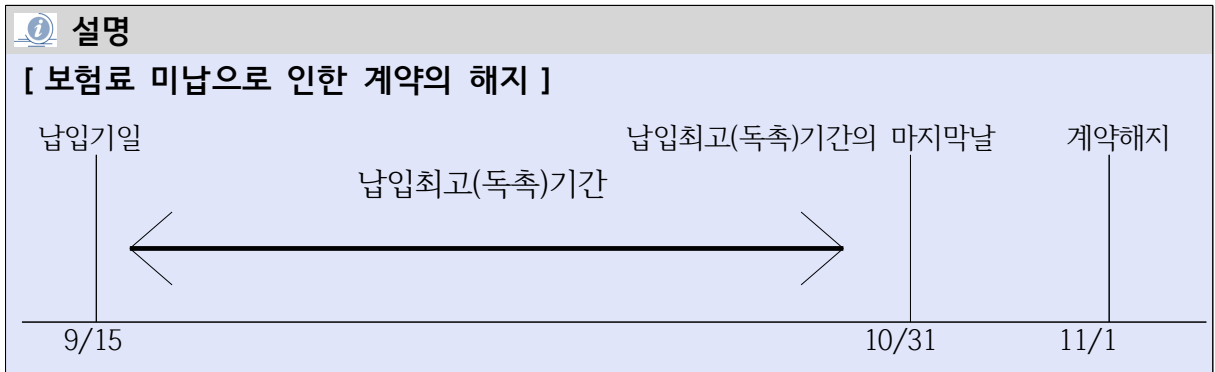 설명
[ 보험료 미납으로 인한 계약의 해지 ]
납입기일 납입최고(독촉)기간의 마지막날 계약해지
납입최고(독촉)기간
9/15 10/31 11/1